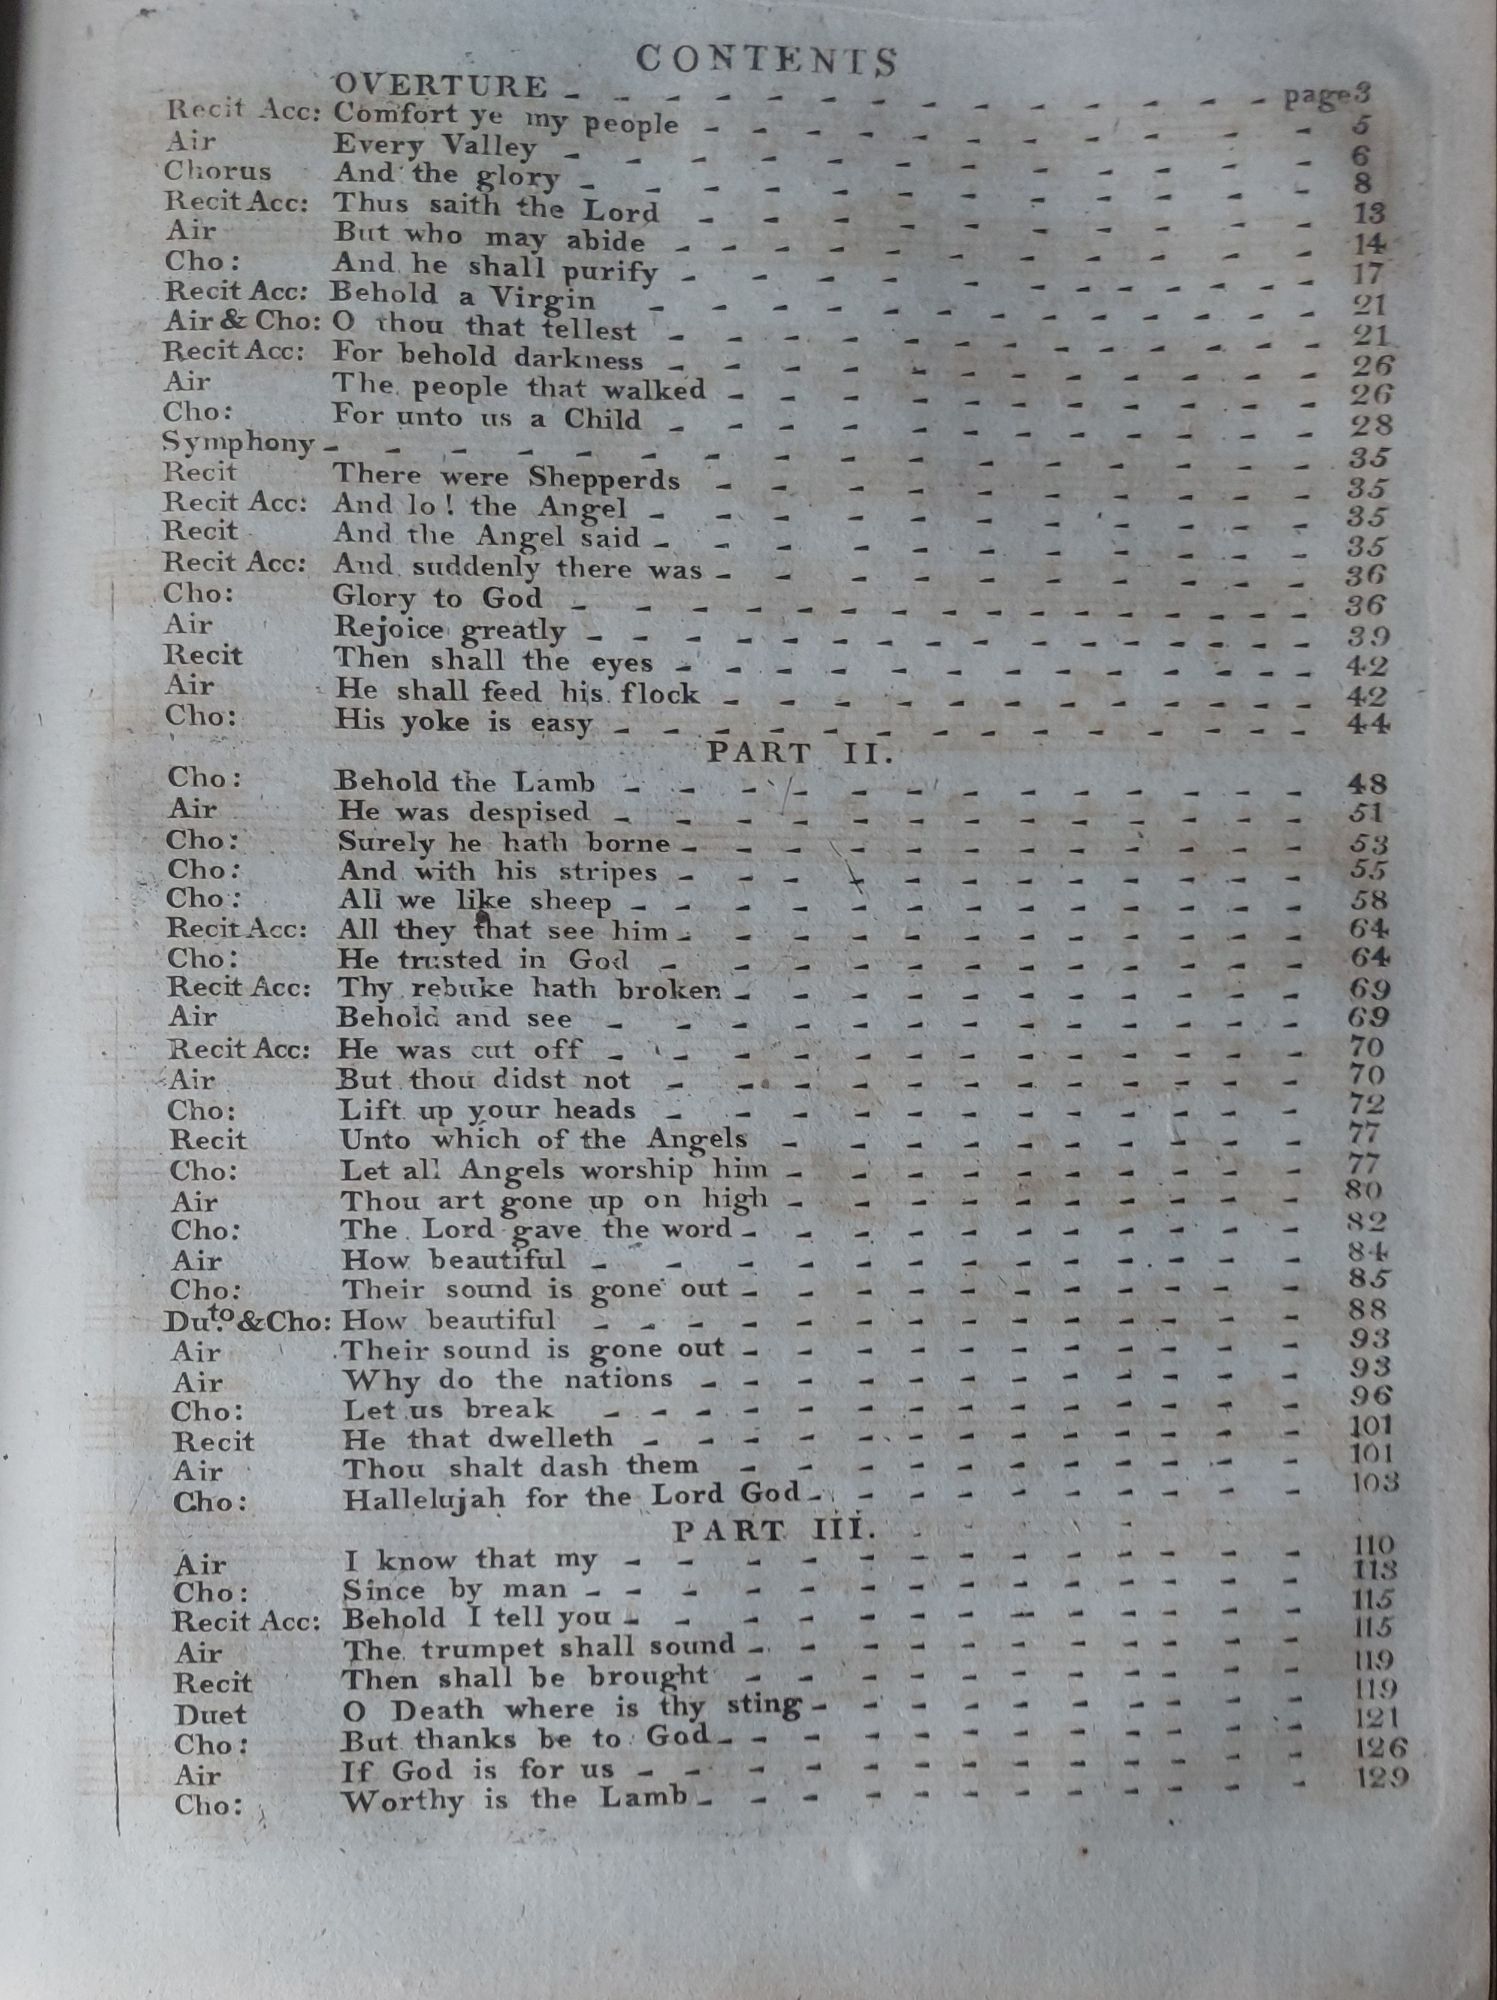 CONTENTS
OVERTURE - - - - - - - - - - - - - - page 3
Recit Acc: Comfort ye my people - - - - - - - - - - - 5
Air Every Valley - - - - - - - - - - - - 6
Chorus And the glory - - - - - - - - - - - - 8
Recit Acc: Thus saith the Lord - - - - - - - - - - - 13
Air But who may abide - - - - - - - - - - - 14
Cho: And he shall purify - - - - - - - - - - - 17
Recit Acc: Behold a Virgin - - - - - - - - - - - - 21
Air & Cho: O thou that tellest - - - - - - - - - - - - 21
Recit Acc: For behold darkness - - - - - - - - - - - 26
Air The people that walked - - - - - - - - - - - 26
Cho: For unto us a Child - - - - - - - - - - - - 28
Symphony - - - - - - - - - - - - - - - - 35
Recit There were Shepperds - - - - - - - - - - 35
Recit Acc: And lo! the Angel - - - - - - - - - - - 35
Recit And the Angel said - - - - - - - - - - - 35
Recit Acc: And suddenly there was - - - - - - - - - - 36
Cho: Glory to God - - - - - - - - - - - - - - 36
Air Rejoice greatly - - - - - - - - - - - - - - 39
Recit Then shall the eyes - - - - - - - - - - - - 42
Air He shall feed his flock - - - - - - - - - - - 42
Cho: His yoke is easy - - - - - - - - - - - - - 44
PART II.
Cho: Behold the Lamb - - - - - - - - - - - - 48
Air He was despised - - - - - - - - - - - - 51
Cho: Surely he hath borne - - - - - - - - - - - 53
Cho: And with his stripes - - - - - - - - - - - 55
Cho: All we like sheep - - - - - - - - - - - - 58
Recit Acc: All they that see him - - - - - - - - - - - 64
Cho: He trusted in God - - - - - - - - - - - 64
Recit Acc: Thy rebuke hath broken - - - - - - - - - - - 69
Air Behold and see - - - - - - - - - - - - 69
Recit Acc: He was cut off - - - - - - - - - - - - 70
Air But thou didst not - - - - - - - - - - - 70
Cho: Lift up your heads - - - - - - - - - - - 72
Recit Unto which of the Angels - - - - - - - - - - 77
Cho: Let all Angels worship him - - - - - - - - - - 77
Air Thou art gone up on high - - - - - - - - - - 80
Cho: The Lord gave the word - - - - - - - - - - - 82
Air How beautiful - - - - - - - - - - - - 84
Cho: Their sound is gone out - - - - - - - - - - - 85
Du.to & Cho: How beautiful - - - - - - - - - - - - - 88
Air Their sound is gone out - - - - - - - - - - - 93
Air Why do the nations - - - - - - - - - - - 93
Cho: Let us break - - - - - - - - - - - - - 96
Recit He that dwelleth - - - - - - - - - - - - 101
Air Thou shalt dash them - - - - - - - - - - 101
Cho: Hallelujah for the Lord God - - - - - - - - - - 103
PART III.
Air I know that my - - - - - - - - - - - - 110
Cho: Since by man - - - - - - - - - - - - 113
Recit Acc: Behold I tell you - - - - - - - - - - - - 115
Air The trumpet shall sound - - - - - - - - - - 115
Recit Then shall be brought - - - - - - - - - - 119
Duet O Death where is thy sting - - - - - - - - - - 119
Cho: But thanks be to God - - - - - - - - - - - 121
Air If God is for us - - - - - - - - - - - - 126
Cho: Worthy is the Lamb - - - - - - - - - - - 129